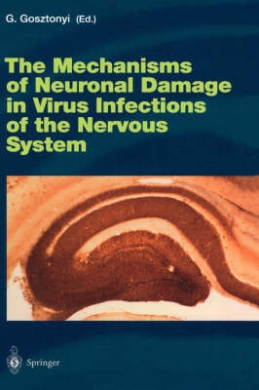 G. Gosztonyi (Ed.)
The Mechanisms
of Neuronal Damage
in Virus Infections
of the Nervous
System
Springer